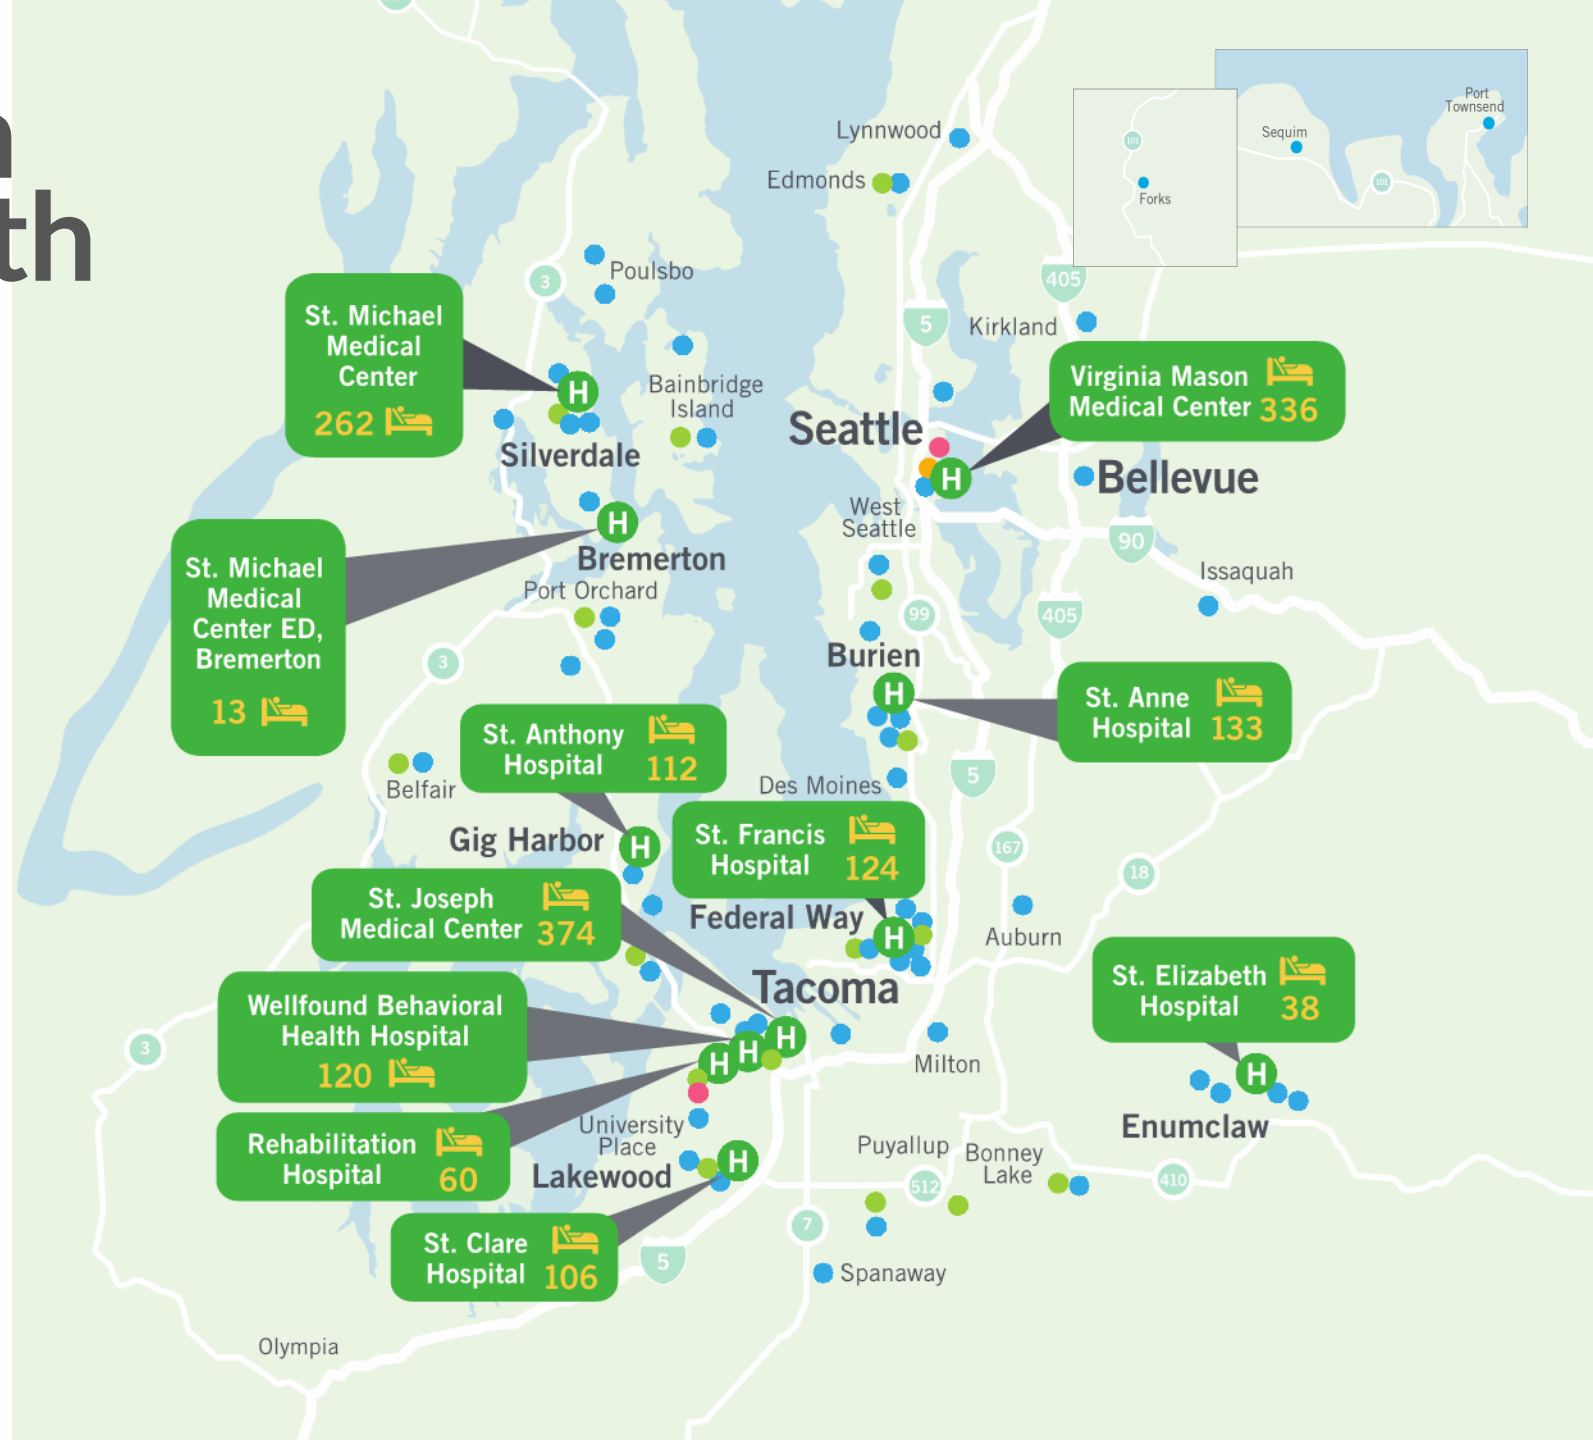 th
Lynnwood
Edmonds
101
Forks
Sequim
101
Port
Townsend
Poulsbo
3
405
5
Kirkland
St. Michael
Medical
Center
262
H
Silverdale
Bainbridge
Island
Virginia Mason
Medical Center
336
Seattle
H
Bellevue
West
Seattle
90
Issaquah
H
Bremerton
Port Orchard
St. Michael
Medical
Center ED,
Bremerton
13
3
99
405
Burien
H
St. Anne
Hospital
133
St. Anthony
Hospital
112
Belfair
Des Moines
5
Gig Harbor
H
St. Francis
Hospital
124
167
18
St. Joseph
Medical Center
374
Federal Way
H
Auburn
Tacoma
St. Elizabeth
Hospital
38
Wellfound Behavioral
Health Hospital
120
3
H
H
H
Milton
H
Enumclaw
Rehabilitation
Hospital
60
University
Place
Lakewood
H
Puyallup
Bonney
Lake
512
410
St. Clare
Hospital
106
7
5
Spanaway
Olympia